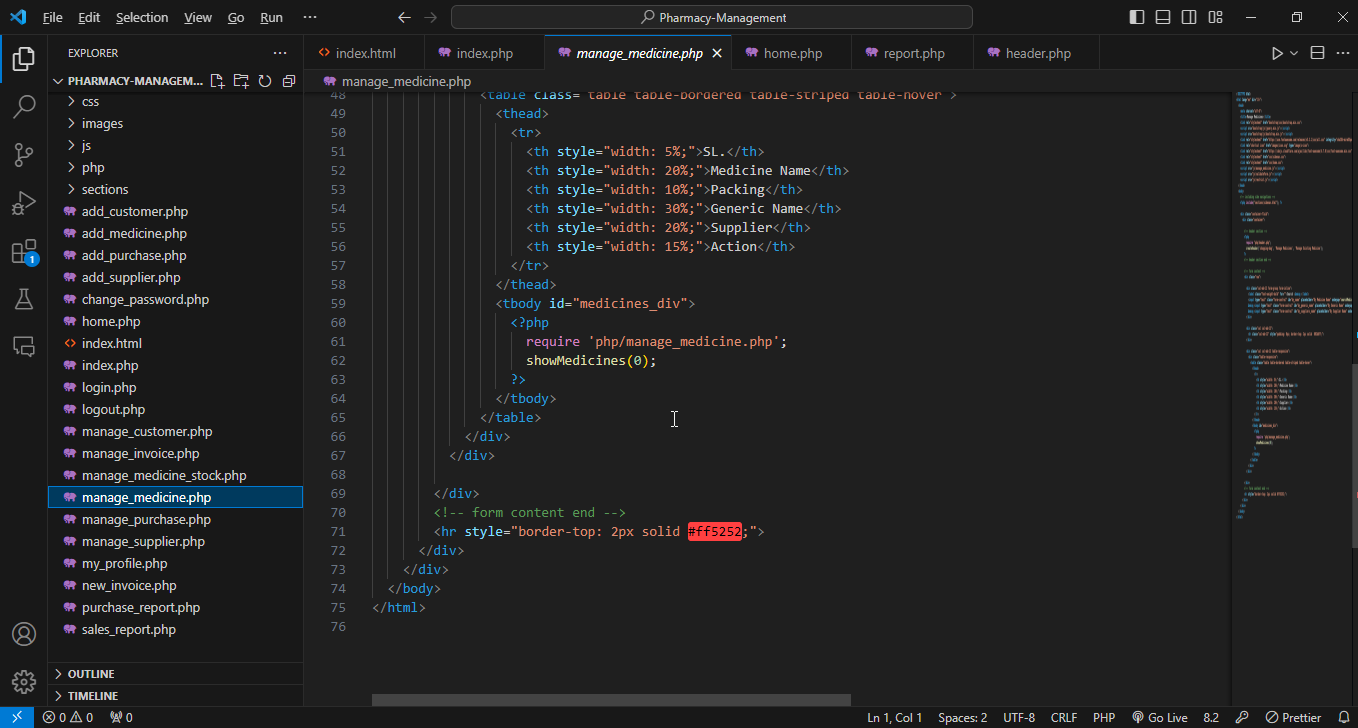 File Edit Selection View Go Run ··· Pharmacy-Management
EXPLORER ···
PHARMACY-MANAGEM...
css
images
js
php
sections
add_customer.php
add_medicine.php
add_purchase.php
add_supplier.php
change_password.php
home.php
index.html
index.php
login.php
logout.php
manage_customer.php
manage_invoice.php
manage_medicine_stock.php
manage_medicine.php
manage_purchase.php
manage_supplier.php
my_profile.php
new_invoice.php
purchase_report.php
sales_report.php
OUTLINE
TIMELINE
1
index.html index.php manage_medicine.php home.php report.php header.php ···
manage_medicine.php
48 <table class="table table-bordered table-striped table-hover">
49 <thead>
50 <tr>
51 <th style="width: 5%;">SL.</th>
52 <th style="width: 20%;">Medicine Name</th>
53 <th style="width: 10%;">Packing</th>
54 <th style="width: 30%;">Generic Name</th>
55 <th style="width: 20%;">Supplier</th>
56 <th style="width: 15%;">Action</th>
57 </tr>
58 </thead>
59 <tbody id="medicines_div">
60 <?php
61 require 'php/manage_medicine.php';
62 showMedicines(0);
63 ?>
64 </tbody>
65 </table>
66 </div>
67 </div>
68
69 </div>
70 <!-- form content end -->
71 <hr style="border-top: 2px solid #ff5252;">
72 </div>
73 </div>
74 </body>
75 </html>
76
0 0 0 Ln 1, Col 1 Spaces: 2 UTF-8 CRLF PHP Go Live 8.2 Prettier